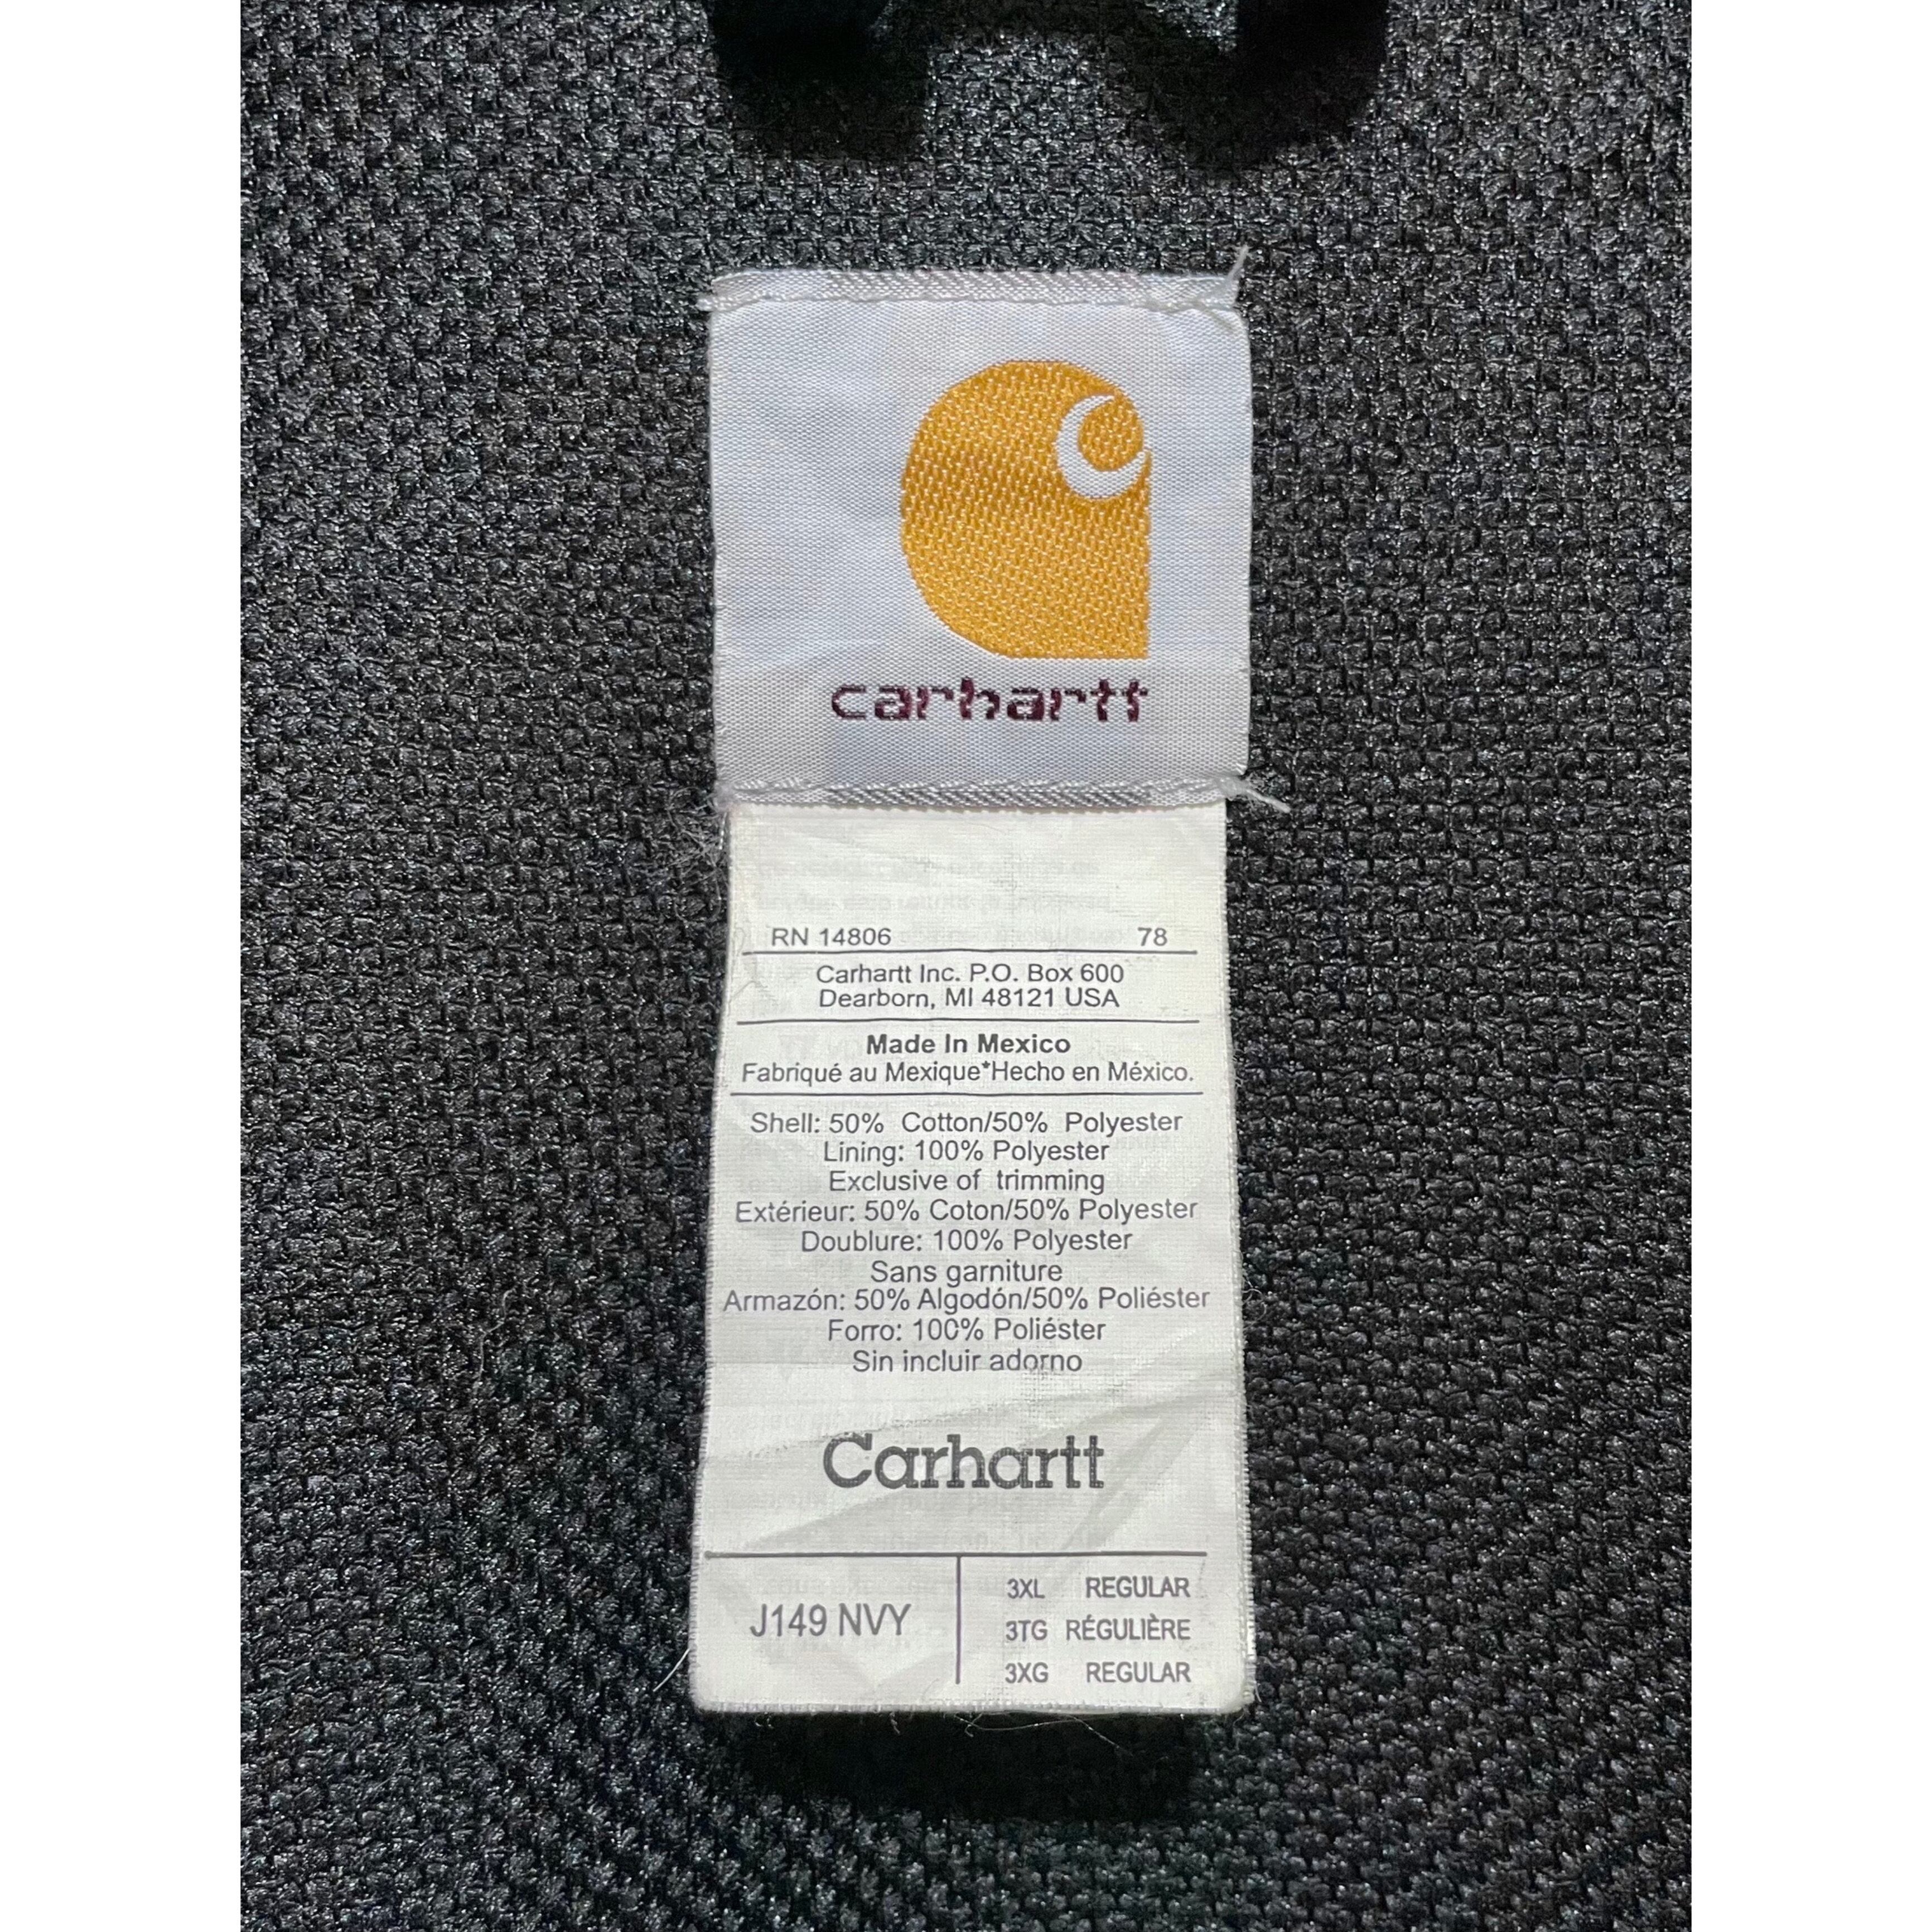 carhartt
RN 14806 78
Carhartt Inc. P.O. Box 600
Dearborn, MI 48121 USA
Made In Mexico
Fabriqué au Mexique*Hecho en México.
Shell: 50% Cotton/50% Polyester
Lining: 100% Polyester
Exclusive of trimming
Extérieur: 50% Coton/50% Polyester
Doublure: 100% Polyester
Sans garniture
Armazón: 50% Algodón/50% Poliéster
Forro: 100% Poliéster
Sin incluir adorno
Carhartt
J149 NVY
3XL REGULAR
3TG RÉGULIÈRE
3XG REGULAR